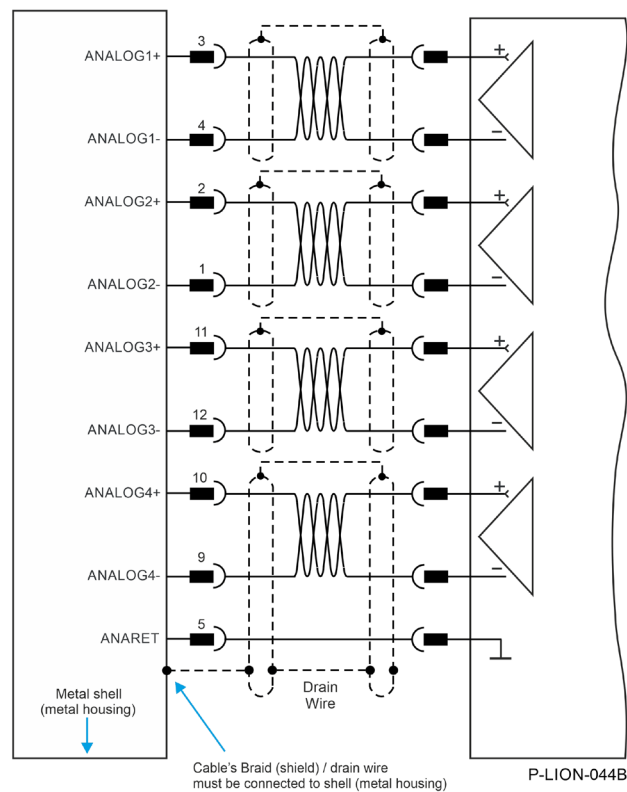 3
ANALOG1+
+
4
ANALOG1-
−
2
ANALOG2+
+
1
ANALOG2-
−
11
ANALOG3+
+
12
ANALOG3-
−
10
ANALOG4+
+
9
ANALOG4-
−
5
ANARET
Metal shell
(metal housing)
Drain
Wire
Cable's Braid (shield) / drain wire
must be connected to shell (metal housing)
P-LION-044B